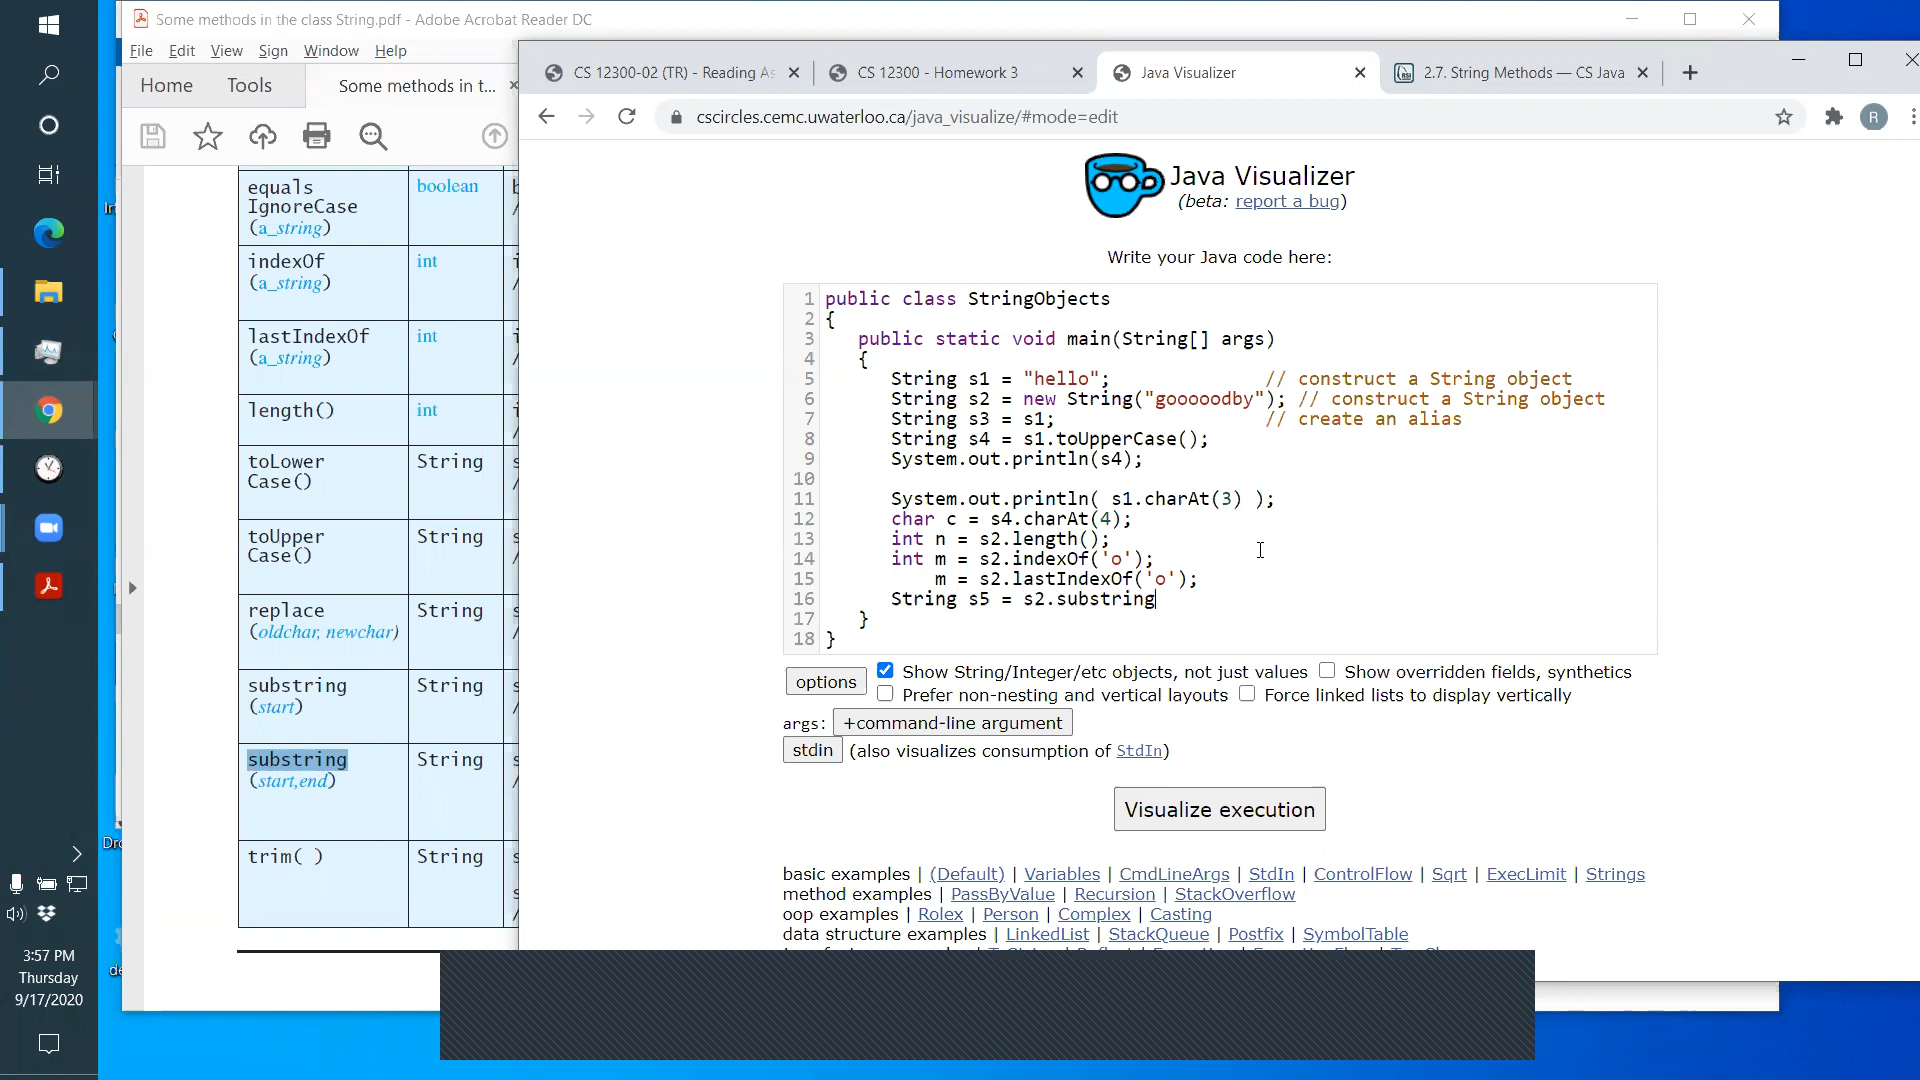 Some methods in the class String.pdf - Adobe Acrobat Reader DC
File Edit View Sign Window Help
Home Tools Some methods in t...
equals
IgnoreCase
(a_string)
boolean
indexOf
(a_string)
int
lastIndexOf
(a_string)
int
length()
int
toLower
Case()
String
toUpper
Case()
String
replace
(oldchar, newchar)
String
substring
(start)
String
substring
(start,end)
String
trim( )
String
CS 12300-02 (TR) - Reading As
CS 12300 - Homework 3
Java Visualizer
2.7. String Methods — CS Java
cscircles.cemc.uwaterloo.ca/java_visualize/#mode=edit
R
Java Visualizer
(beta: report a bug)
Write your Java code here:
1 public class StringObjects
2 {
3 public static void main(String[] args)
4 {
5 String s1 = "hello"; // construct a String object
6 String s2 = new String("gooooodby"); // construct a String object
7 String s3 = s1; // create an alias
8 String s4 = s1.toUpperCase();
9 System.out.println(s4);
10
11 System.out.println( s1.charAt(3) );
12 char c = s4.charAt(4);
13 int n = s2.length();
14 int m = s2.indexOf('o');
15 m = s2.lastIndexOf('o');
16 String s5 = s2.substring
17 }
18 }
options Show String/Integer/etc objects, not just values Show overridden fields, synthetics
Prefer non-nesting and vertical layouts Force linked lists to display vertically
args: +command-line argument
stdin (also visualizes consumption of StdIn)
Visualize execution
basic examples | (Default) | Variables | CmdLineArgs | StdIn | ControlFlow | Sqrt | ExecLimit | Strings
method examples | PassByValue | Recursion | StackOverflow
oop examples | Rolex | Person | Complex | Casting
data structure examples | LinkedList | StackQueue | Postfix | SymbolTable
3:57 PM
Thursday
9/17/2020